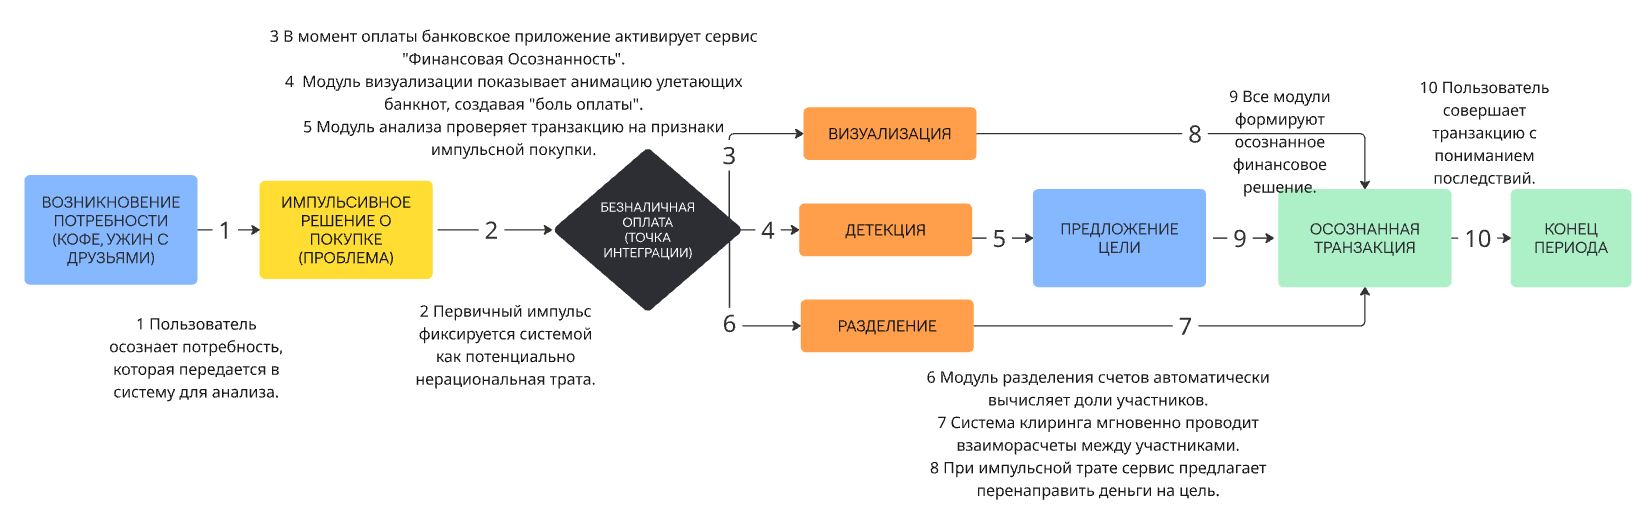 3 В момент оплаты банковское приложение активирует сервис
"Финансовая Осознанность".
4  Модуль визуализации показывает анимацию улетающих
банкнот, создавая "боль оплаты".
5 Модуль анализа проверяет транзакцию на признаки
импульсной покупки.
9 Все модули
формируют
осознанное
финансовое
решение.
10 Пользователь
совершает
транзакцию с
пониманием
последствий.
ВОЗНИКНОВЕНИЕ
ПОТРЕБНОСТИ
(КОФЕ, УЖИН С
ДРУЗЬЯМИ)
1
ИМПУЛЬСИВНОЕ
РЕШЕНИЕ О
ПОКУПКЕ
(ПРОБЛЕМА)
2
БЕЗНАЛИЧНАЯ
ОПЛАТА
(ТОЧКА
ИНТЕГРАЦИИ)
3
ВИЗУАЛИЗАЦИЯ
8
4
ДЕТЕКЦИЯ
5
ПРЕДЛОЖЕНИЕ
ЦЕЛИ
9
ОСОЗНАННАЯ
ТРАНЗАКЦИЯ
10
КОНЕЦ
ПЕРИОДА
6
РАЗДЕЛЕНИЕ
7
1 Пользователь
осознает потребность,
которая передается в
систему для анализа.
2 Первичный импульс
фиксируется системой
как потенциально
нерациональная трата.
6 Модуль разделения счетов автоматически
вычисляет доли участников.
7 Система клиринга мгновенно проводит
взаиморасчеты между участниками.
8 При импульсной трате сервис предлагает
перенаправить деньги на цель.